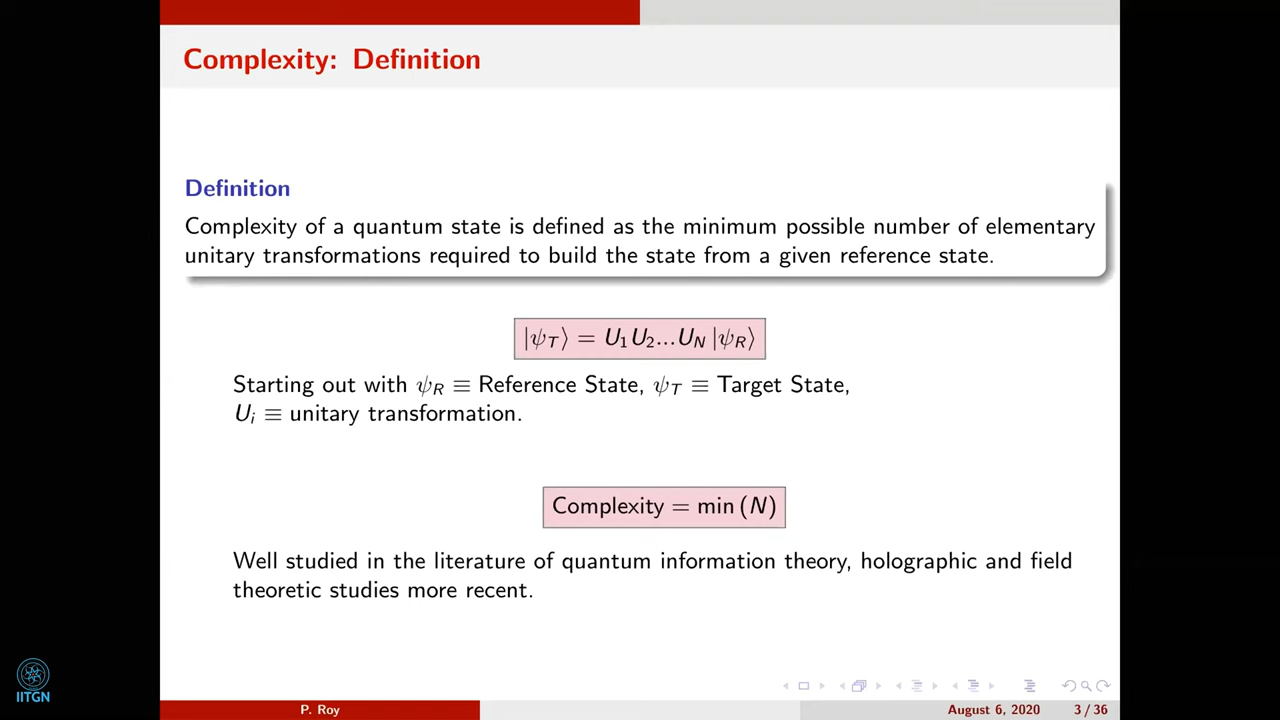 Complexity: Definition
Definition
Complexity of a quantum state is defined as the minimum possible number of elementary
unitary transformations required to build the state from a given reference state.
|ψ_T⟩ = U_1 U_2...U_N |ψ_R⟩
Starting out with ψ_R ≡ Reference State, ψ_T ≡ Target State,
U_i ≡ unitary transformation.
Complexity = min (N)
Well studied in the literature of quantum information theory, holographic and field
theoretic studies more recent.
IITGN
P. Roy
August 6, 2020 3 / 36